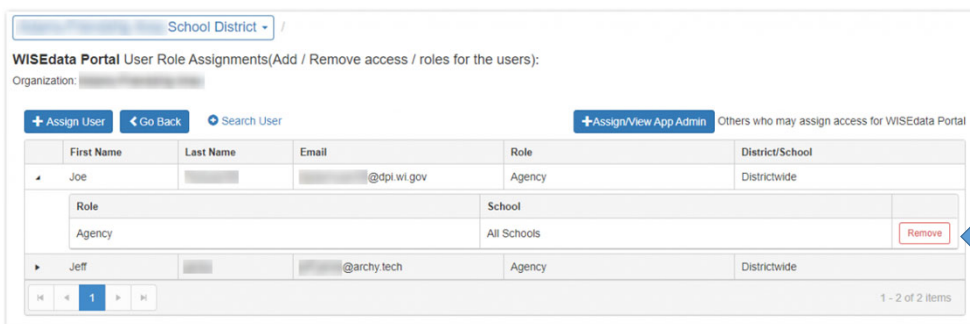 School District /
WISEdata Portal User Role Assignments(Add / Remove access / roles for the users):
Organization:
Assign User Go Back Search User Assign/View App Admin Others who may assign access for WISEdata Portal
First Name Last Name Email Role District/School
Joe @dpi.wi.gov Agency Districtwide
Role School
Agency All Schools Remove
Jeff @archy.tech Agency Districtwide
1 1 - 2 of 2 items